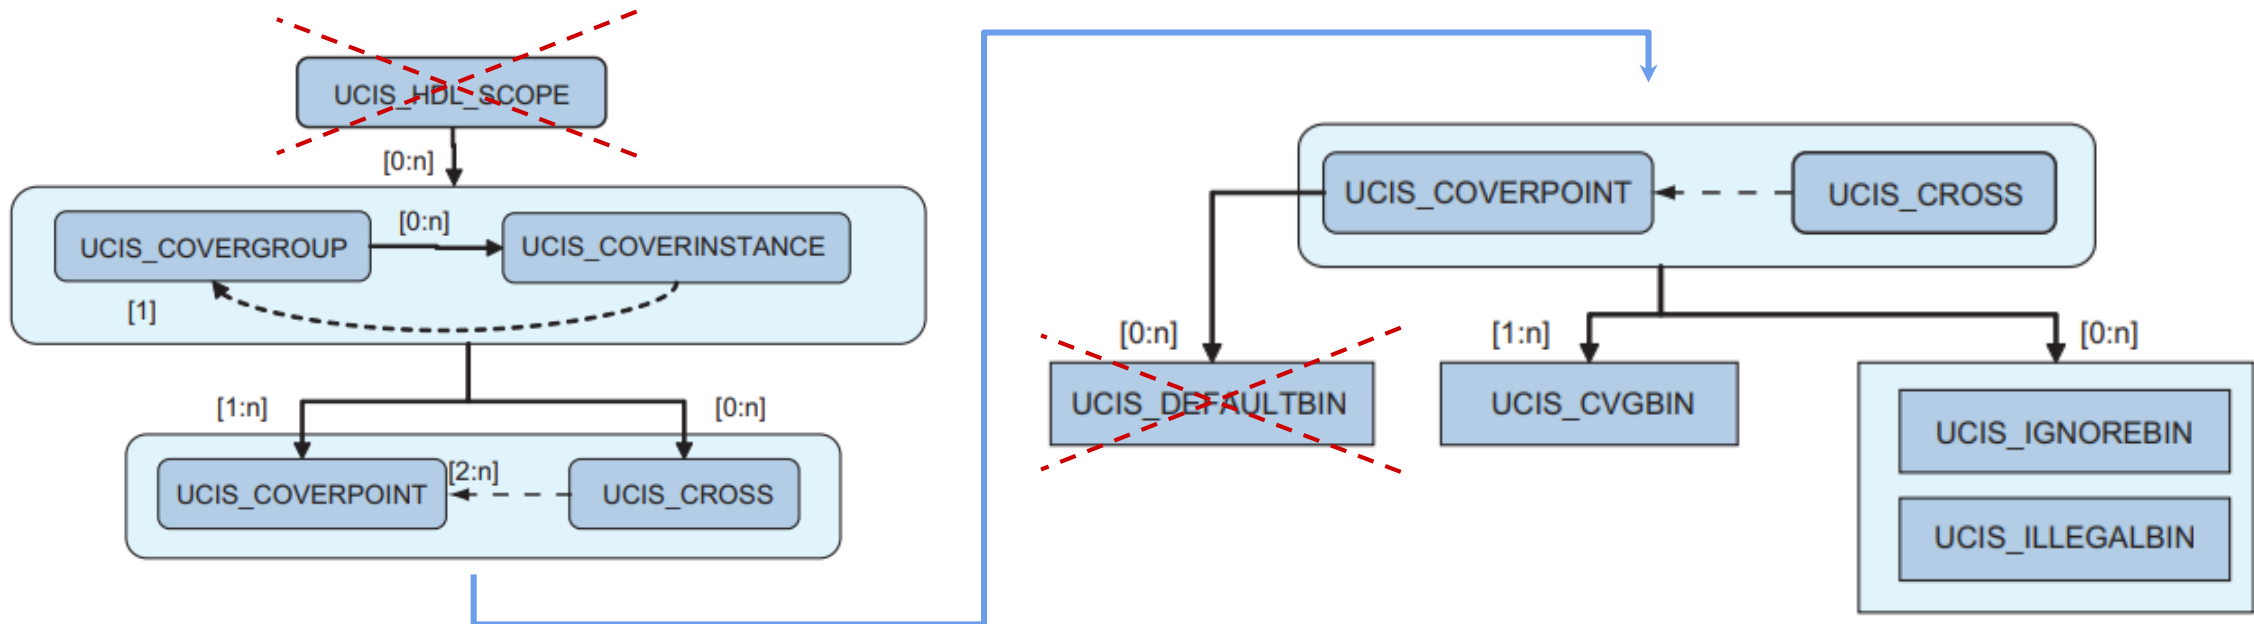 UCIS_HDL_SCOPE
[0:n]
UCIS_COVERGROUP
[0:n]
UCIS_COVERINSTANCE
[1]
[1:n]
[0:n]
UCIS_COVERPOINT
[2:n]
UCIS_CROSS
UCIS_COVERPOINT
UCIS_CROSS
[0:n]
[1:n]
[0:n]
UCIS_DEFAULTBIN
UCIS_CVGBIN
UCIS_IGNOREBIN
UCIS_ILLEGALBIN